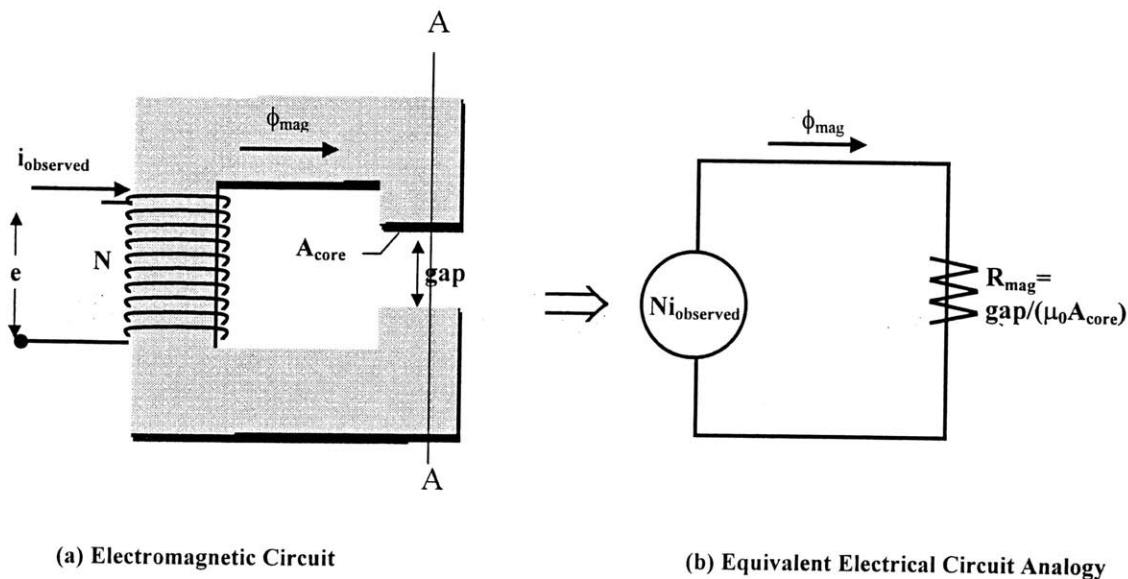 A
ϕmag
iobserved
N
e
Acore
gap
A
ϕmag
Niobserved
Rmag=
gap/(μ0Acore)
(a) Electromagnetic Circuit
(b) Equivalent Electrical Circuit Analogy